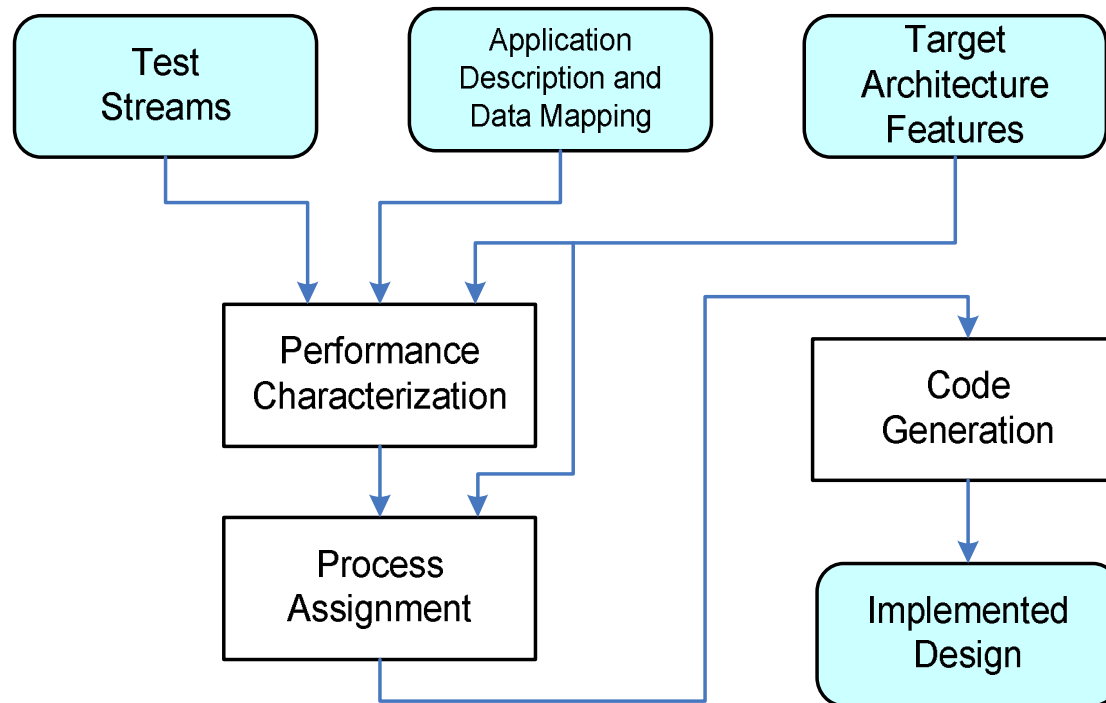 Test
Streams
Application
Description and
Data Mapping
Target
Architecture
Features
Performance
Characterization
Code
Generation
Process
Assignment
Implemented
Design